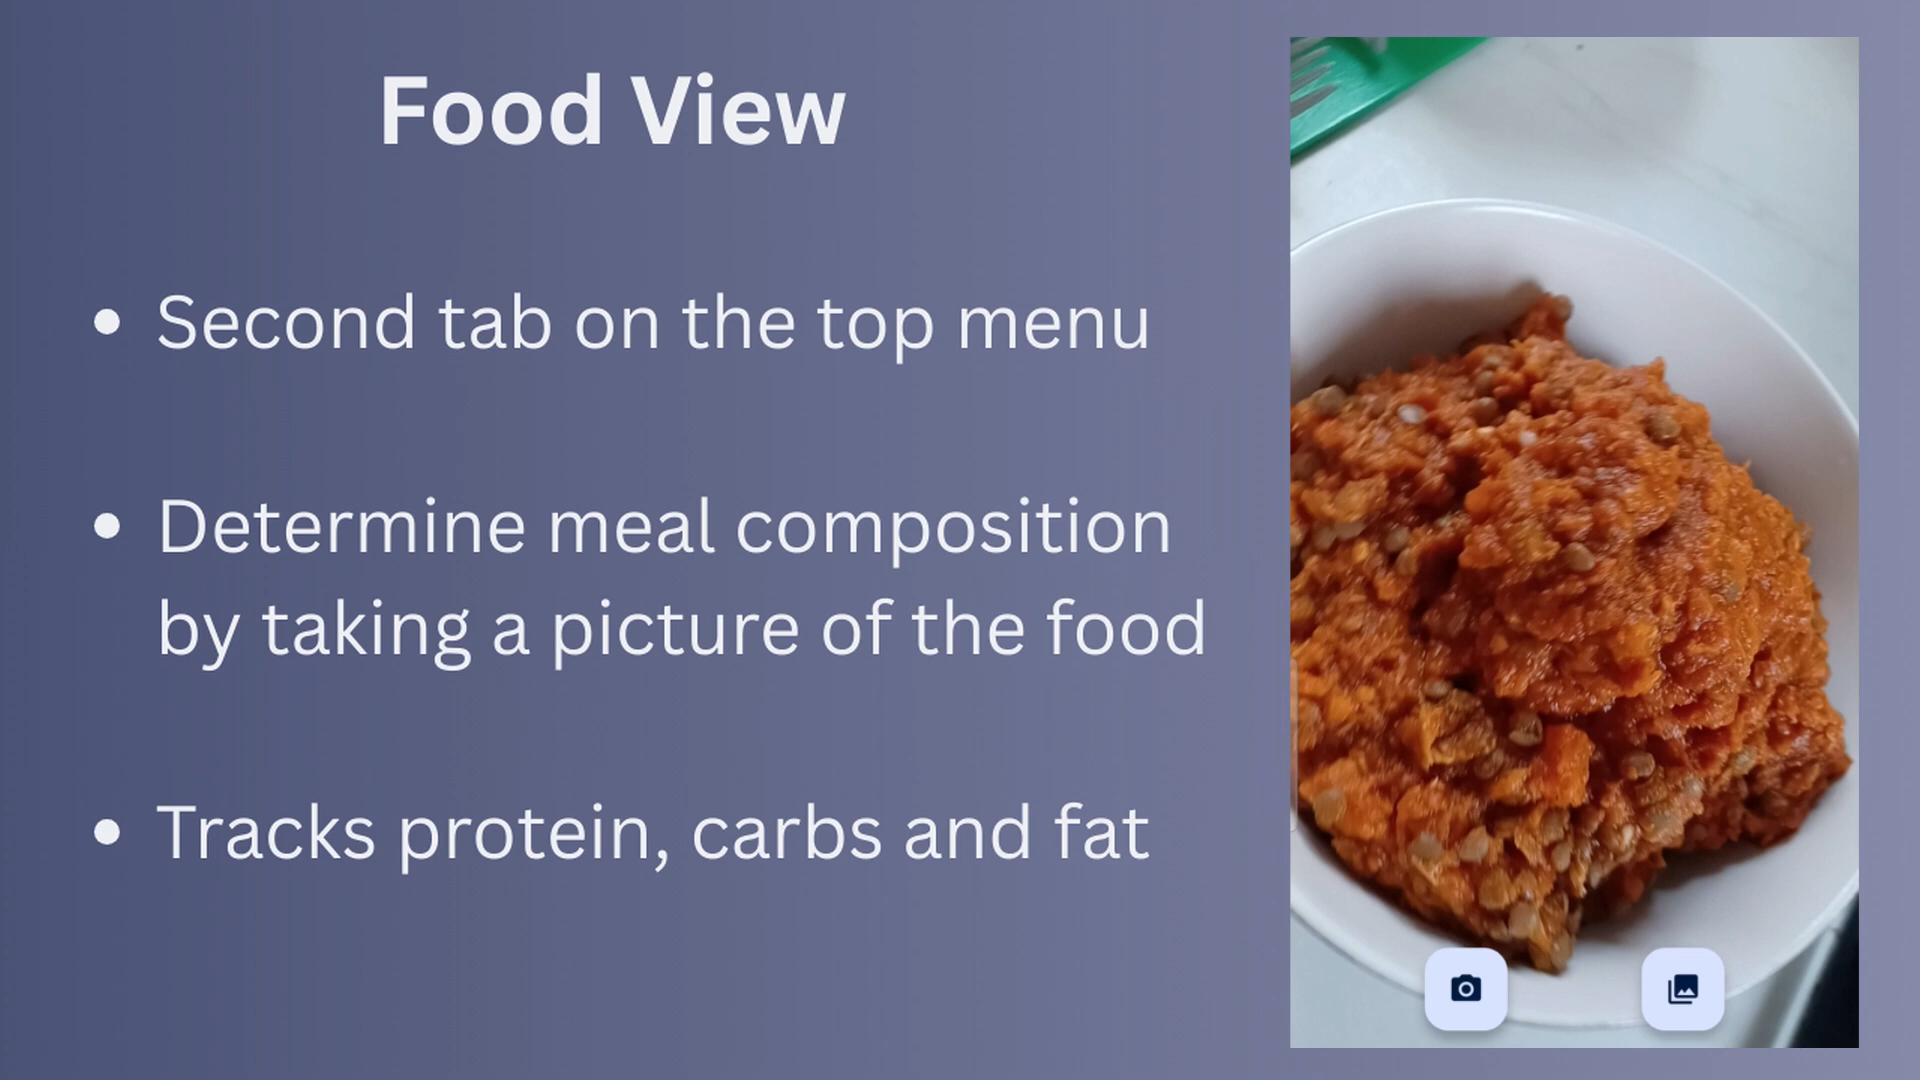 Food View
• Second tab on the top menu
• Determine meal composition
by taking a picture of the food
• Tracks protein, carbs and fat